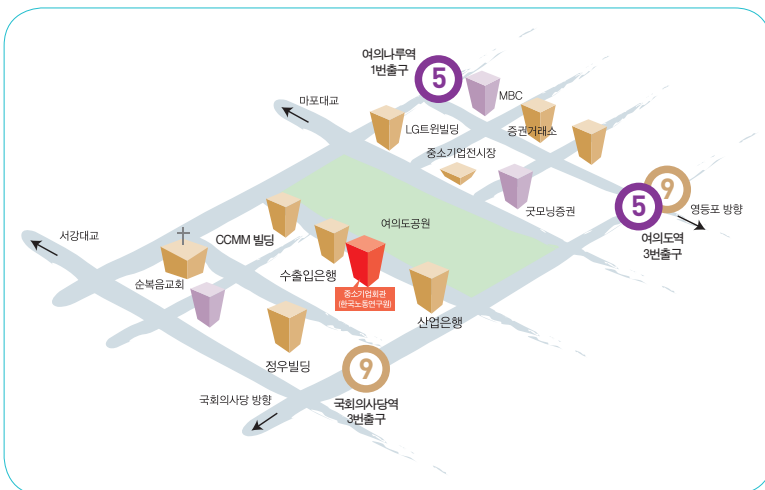 여의나루역
1번출구
5
MBC
마포대교
LG트윈빌딩
증권거래소
중소기업전시장
9
5
굿모닝증권
영등포 방향
여의도역
3번출구
여의도공원
서강대교
CCMM 빌딩
순복음교회
수출입은행
중소기업회관
(한국노동연구원)
산업은행
정우빌딩
9
국회의사당 방향
국회의사당역
3번출구